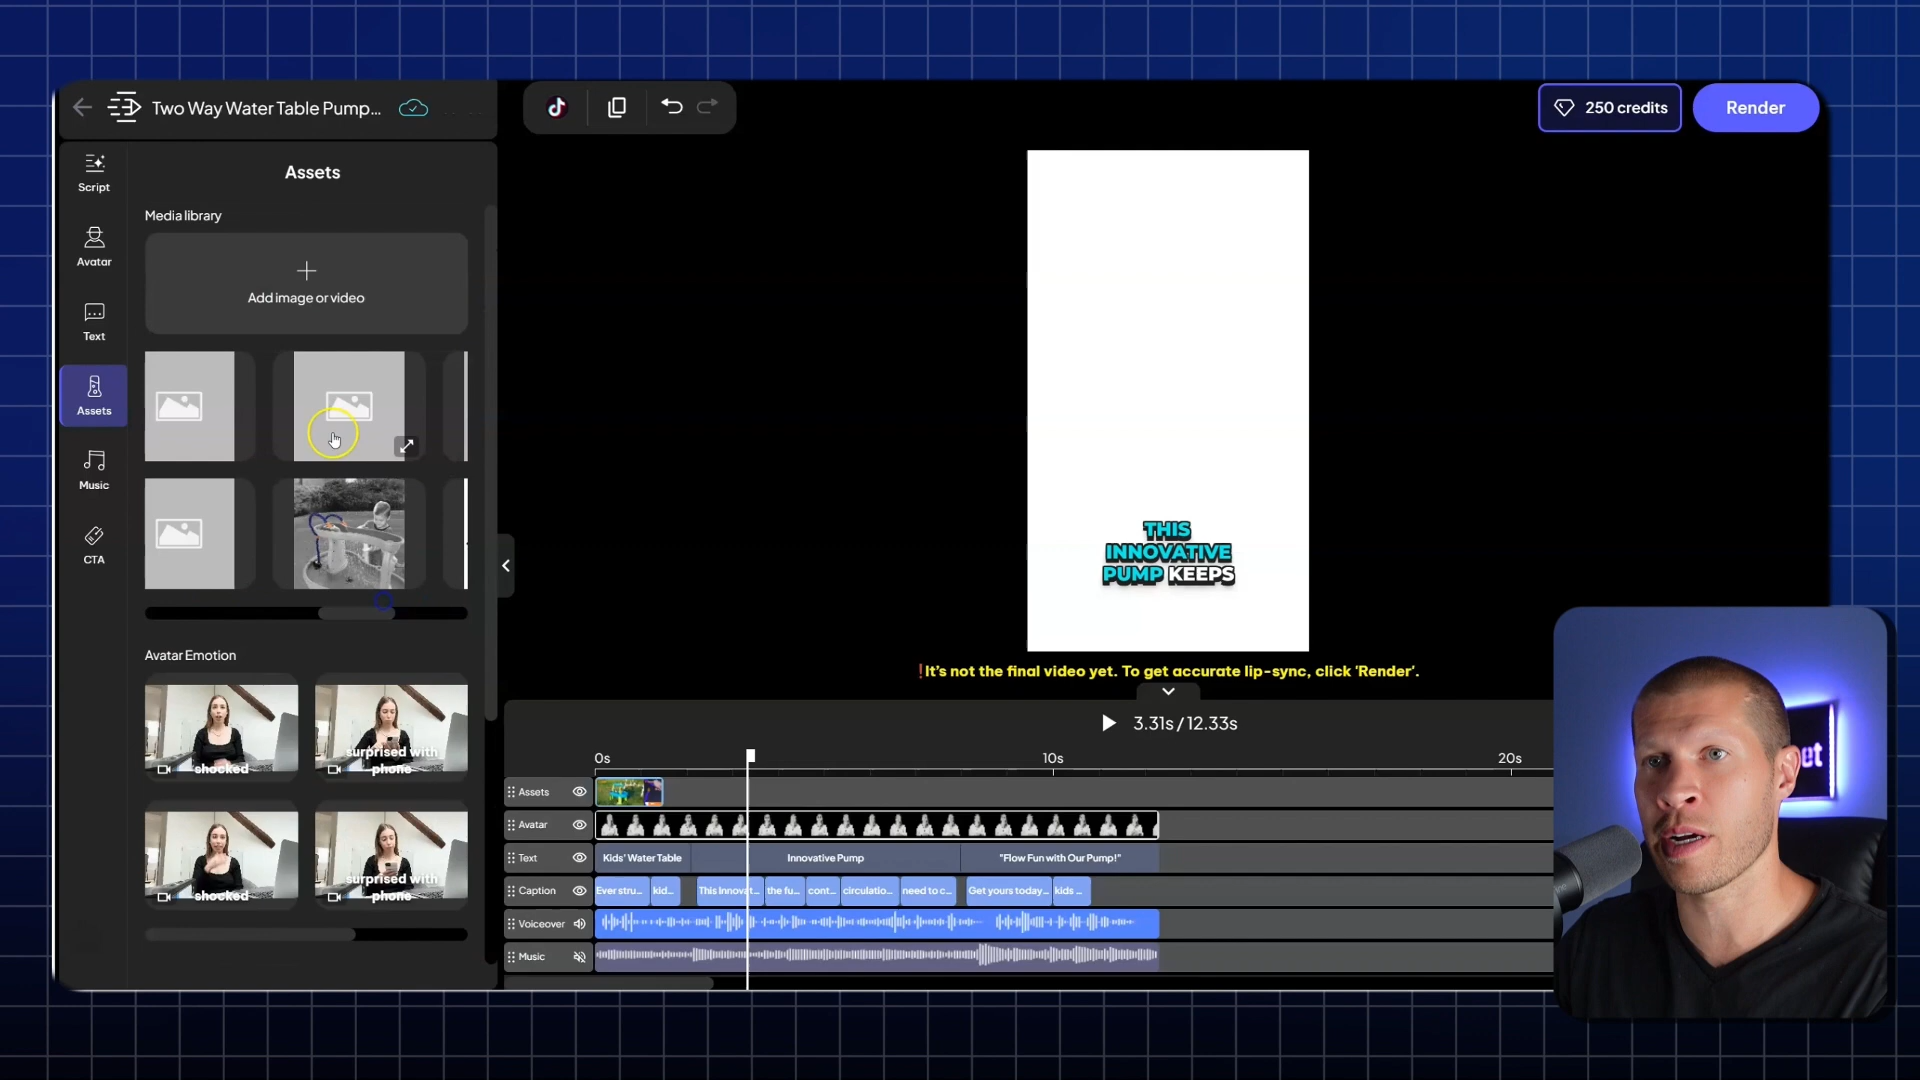 Two Way Water Table Pump...
250 credits
Render
Script
Avatar
Text
Assets
Music
CTA
Assets
Media library
Add image or video
Avatar Emotion
shocked
surprised with
phone
shocked
surprised with
phone
THIS
INNOVATIVE
PUMP KEEPS
❗It's not the final video yet. To get accurate lip-sync, click 'Render'.
3.31s/12.33s
0s
10s
20s
Assets
Avatar
Text
Kids' Water Table
Innovative Pump
"Flow Fun with Our Pump!"
Caption
Ever stru...
kid...
This Innovat...
the fu...
cont...
circulatio...
need to c...
Get yours today...
kids ...
Voiceover
Music